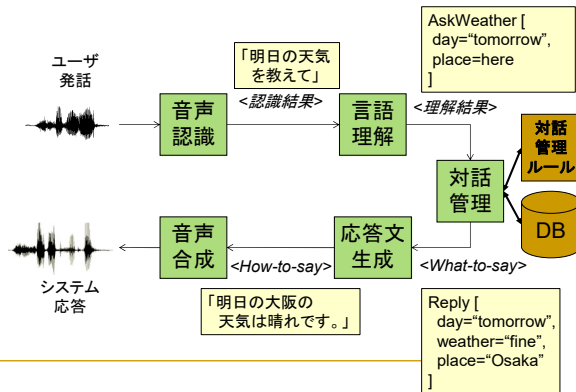 ユーザ
発話
「明日の天気
を教えて」
AskWeather [
day=“tomorrow”,
place=here
]
音声
認識
<認識結果>
言語
理解
<理解結果>
対話
管理
対話
管理
ルール
DB
システム
応答
音声
合成
<How-to-say>
応答文
生成
<What-to-say>
「明日の大阪の
天気は晴れです。」
Reply [
day=“tomorrow”,
weather=“fine”,
place=“Osaka”
]